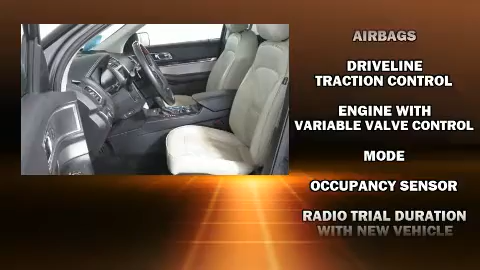 AIRBAGS
DRIVELINE
TRACTION CONTROL
ENGINE WITH
VARIABLE VALVE CONTROL
MODE
OCCUPANCY SENSOR
RADIO TRIAL DURATION
WITH NEW VEHICLE